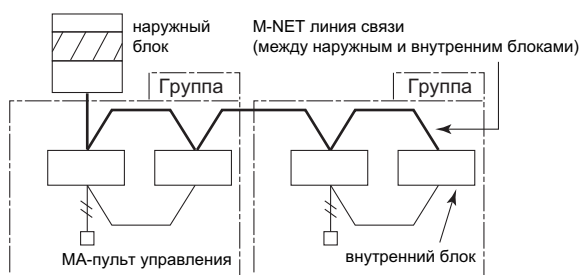 наружный
блок
M-NET линия связи
(между наружным и внутренним блоками)
Группа
Группа
МА-пульт управления
внутренний блок